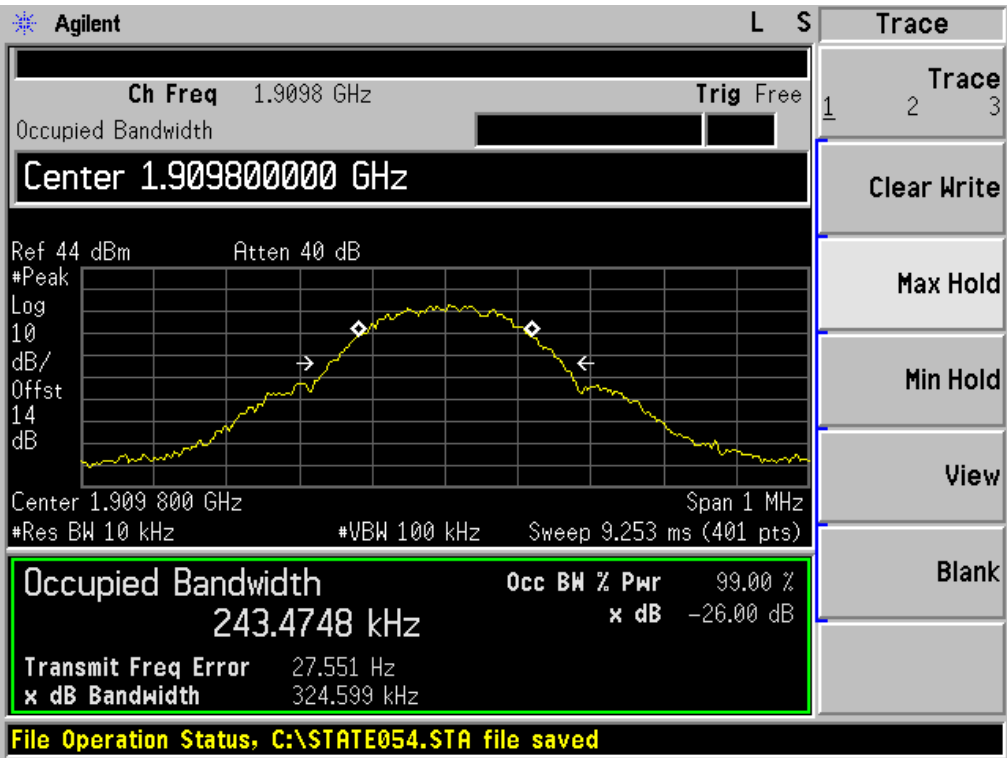 Agilent L S Trace
Ch Freq 1.9098 GHz Trig Free
Occupied Bandwidth
Center 1.909800000 GHz
Ref 44 dBm Atten 40 dB
#Peak
Log
10
dB/
Offst
14
dB
Center 1.909 800 GHz Span 1 MHz
#Res BW 10 kHz #VBW 100 kHz Sweep 9.253 ms (401 pts)
Occupied Bandwidth Occ BW % Pwr 99.00 %
243.4748 kHz x dB -26.00 dB
Transmit Freq Error 27.551 Hz
x dB Bandwidth 324.599 kHz
File Operation Status, C:\STATE054.STA file saved
Trace
1 2 3
Clear Write
Max Hold
Min Hold
View
Blank